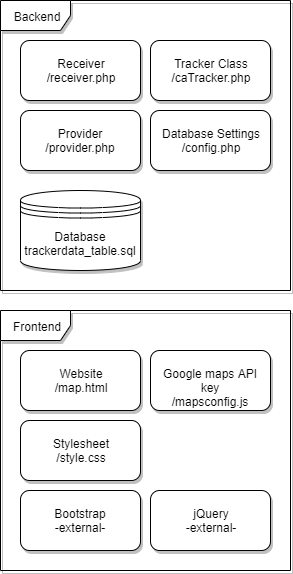 Backend
Receiver
/receiver.php
Tracker Class
/caTracker.php
Provider
/provider.php
Database Settings
/config.php
Database
trackerdata_table.sql
Frontend
Website
/map.html
Google maps API
key
/mapsconfig.js
Stylesheet
/style.css
Bootstrap
-external-
jQuery
-external-